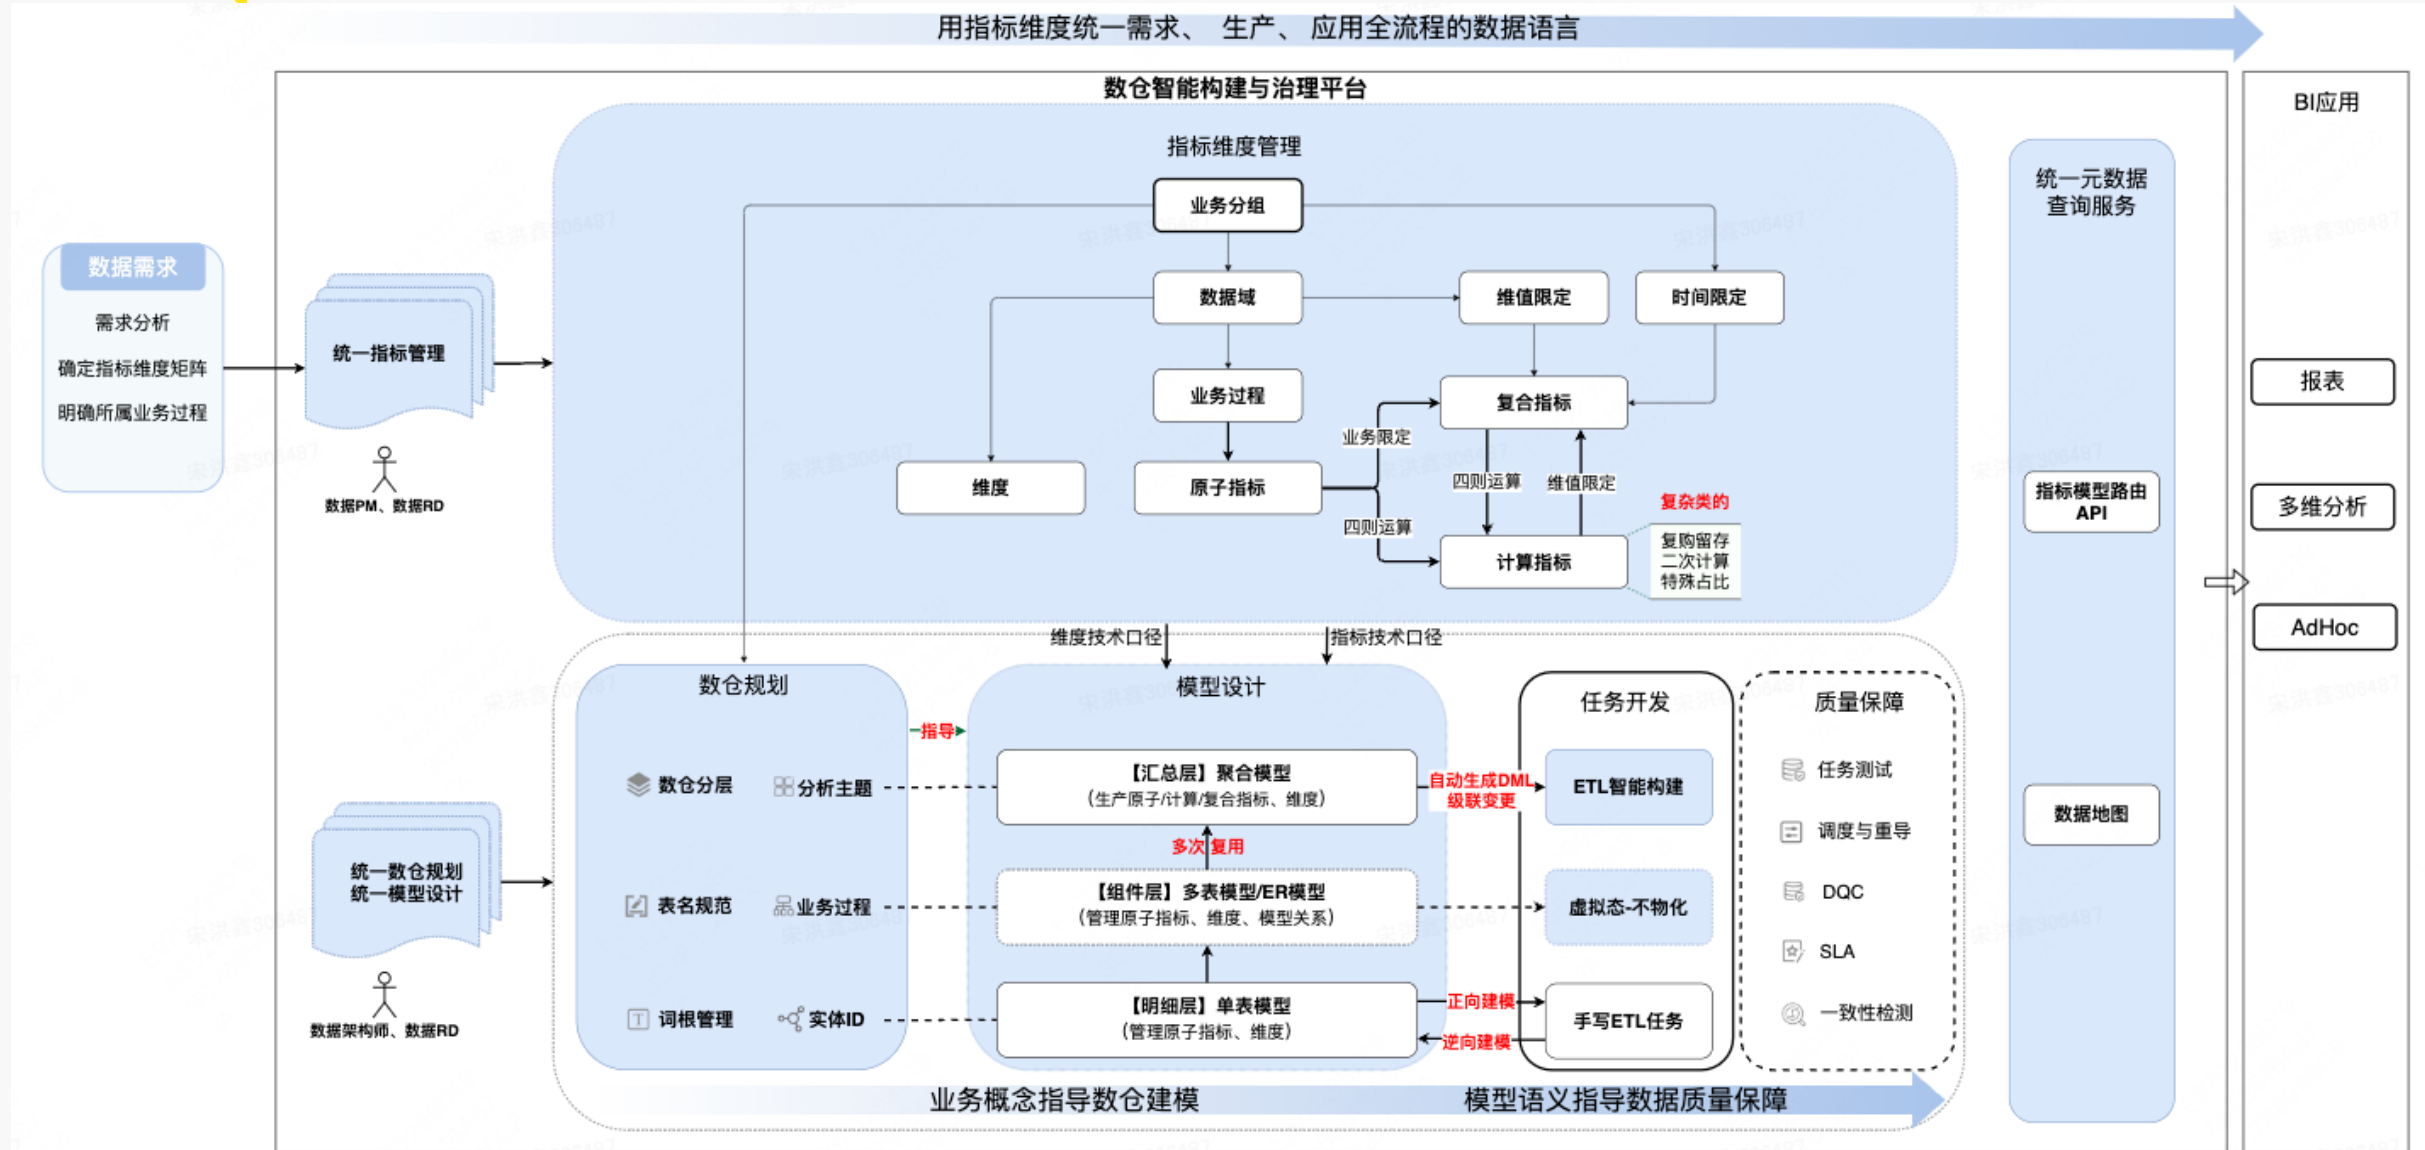 用指标维度统一需求、 生产、 应用全流程的数据语言
数仓智能构建与治理平台
BI应用
指标维度管理
统一元数据
查询服务
业务分组
数据需求
需求分析
确定指标维度矩阵
明确所属业务过程
统一指标管理
数据PM、数据RD
数据域
维值限定
时间限定
业务过程
复合指标
业务限定
维度
原子指标
四则运算
维值限定
四则运算
计算指标
复杂类的
复购留存
二次计算
特殊占比
指标模型路由
API
报表
多维分析
AdHoc
维度技术口径
指标技术口径
数仓规划
指导
模型设计
任务开发
质量保障
数仓分层
分析主题
【汇总层】聚合模型
(生产原子/计算/复合指标、维度)
自动生成DML
级联变更
ETL智能构建
任务测试
多次 复用
调度与重导
数据地图
统一数仓规划
统一模型设计
表名规范
业务过程
【组件层】多表模型/ER模型
(管理原子指标、维度、模型关系)
虚拟态-不物化
DQC
SLA
数据架构师、数据RD
词根管理
实体ID
【明细层】单表模型
(管理原子指标、维度)
正向建模
逆向建模
手写ETL任务
一致性检测
业务概念指导数仓建模
模型语义指导数据质量保障